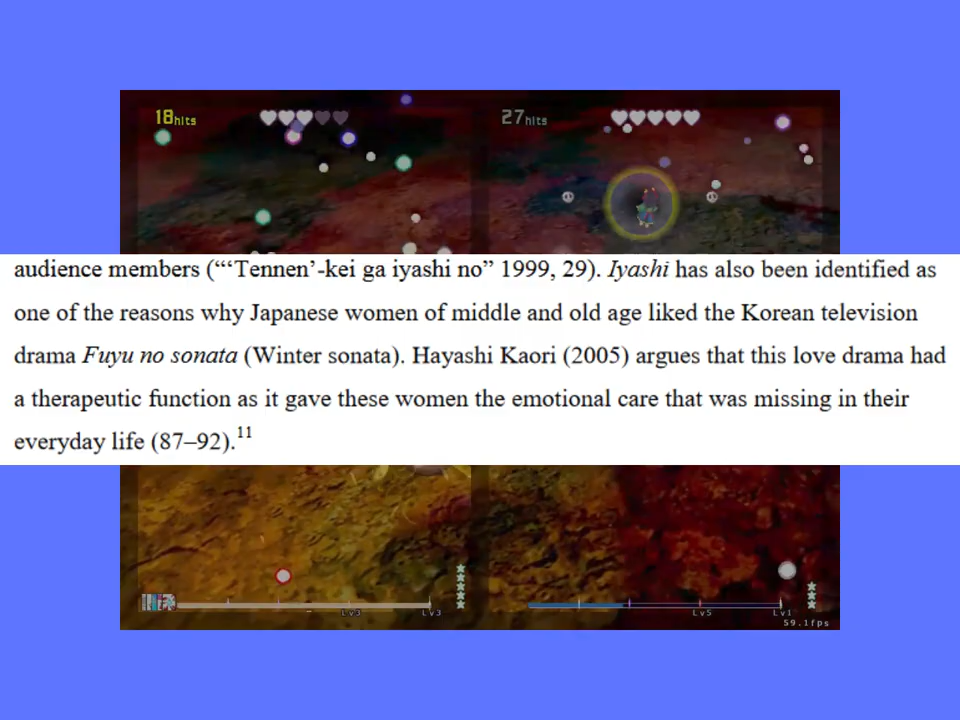 18hits
27hits
audience members (“‘Tennen’-kei ga iyashi no” 1999, 29). Iyashi has also been identified as
one of the reasons why Japanese women of middle and old age liked the Korean television
drama Fuyu no sonata (Winter sonata). Hayashi Kaori (2005) argues that this love drama had
a therapeutic function as it gave these women the emotional care that was missing in their
everyday life (87–92).11
Lv3 Lv3
Lv5 Lv1
59.1fps